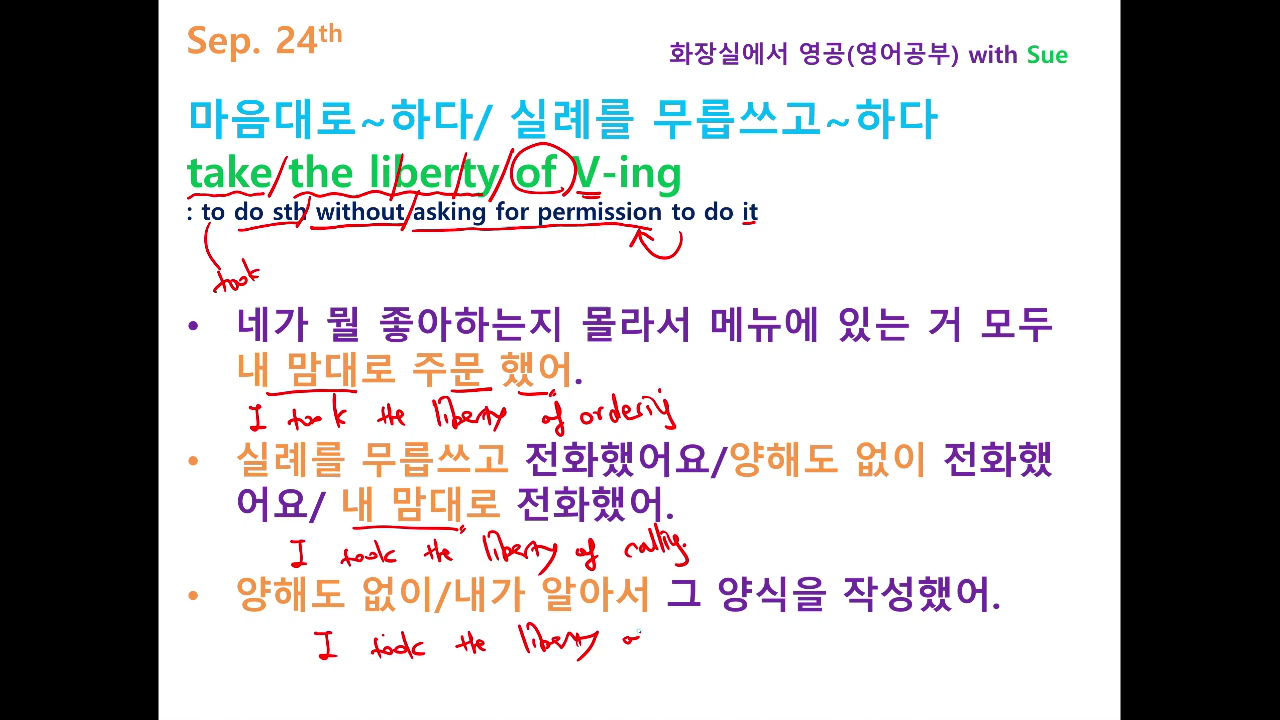 Sep. 24th
화장실에서 영공(영어공부) with Sue
마음대로~하다/ 실례를 무릅쓰고~하다
take/the liberty/of V-ing
: to do sth without asking for permission to do it
took
• 네가 뭘 좋아하는지 몰라서 메뉴에 있는 거 모두
내 맘대로 주문 했어.
I took the liberty of ordering
• 실례를 무릅쓰고 전화했어요/양해도 없이 전화했
어요/ 내 맘대로 전화했어.
I took the liberty of calling.
• 양해도 없이/내가 알아서 그 양식을 작성했어.
I took the liberty o